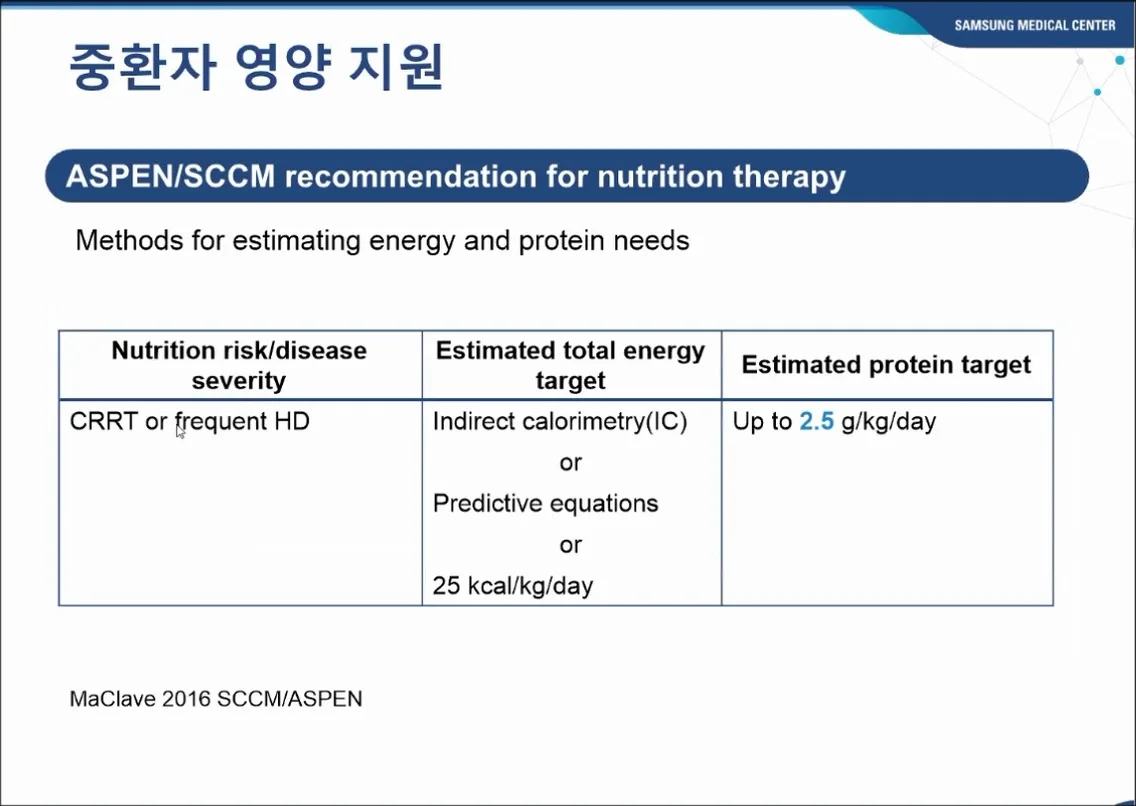 SAMSUNG MEDICAL CENTER
중환자 영양 지원
ASPEN/SCCM recommendation for nutrition therapy
Methods for estimating energy and protein needs
Nutrition risk/disease
severity
Estimated total energy
target
Estimated protein target
CRRT or frequent HD
Indirect calorimetry(IC)
or
Predictive equations
or
25 kcal/kg/day
Up to 2.5 g/kg/day
MaClave 2016 SCCM/ASPEN